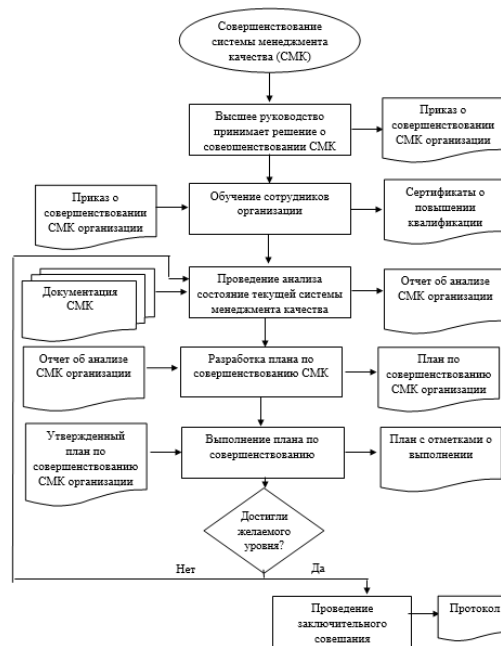 Совершенствование
системы менеджмента
качества (СМК)
Высшее руководство
принимает решение о
совершенствовании СМК
Приказ о
совершенствовании
СМК организации
Приказ о
совершенствовании
СМК организации
Обучение сотрудников
организации
Сертификаты о
повышении
квалификации
Документация
СМК
Проведение анализа
состояние текущей системы
менеджмента качества
Отчет об анализе
СМК организации
Отчет об анализе
СМК организации
Разработка плана по
совершенствованию СМК
План по
совершенствованию
СМК организации
Утвержденный
план по
совершенствованию
СМК организации
Выполнение плана по
совершенствованию
План с отметками о
выполнении
Достигли
желаемого
уровня?
Нет
Да
Проведение
заключительного
совещания
Протокол